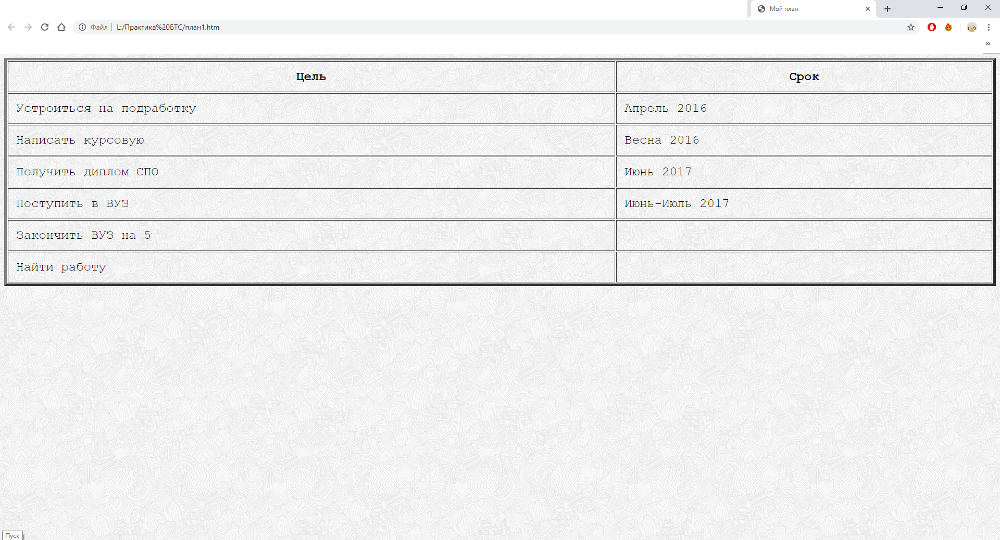 Мой план
Файл L:/Практика%20БТС/план1.htm
»
Цель Срок
Устроиться на подработку Апрель 2016
Написать курсовую Весна 2016
Получить диплом СПО Июнь 2017
Поступить в ВУЗ Июнь-Июль 2017
Закончить ВУЗ на 5
Найти работу
Пуск